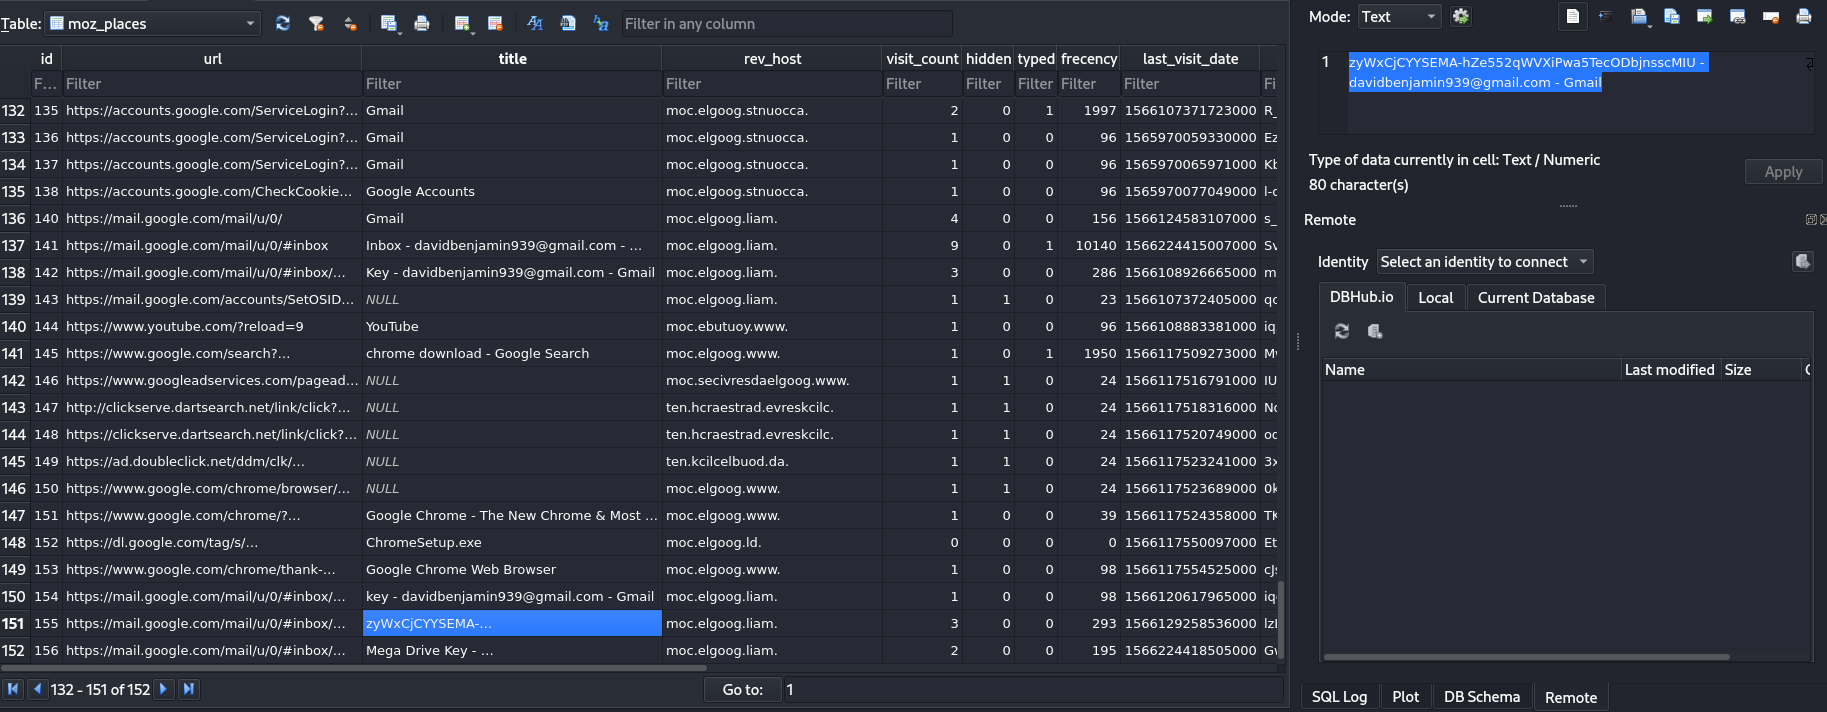 Table: moz_places Filter in any column
id url title rev_host visit_count hidden typed frecency last_visit_date
F... Filter Filter Filter Filter Filter Filter Filter Filter Fi
132 135 https://accounts.google.com/ServiceLogin?... Gmail moc.elgoog.stnuocca. 2 0 1 1997 1566107371723000 R_
133 136 https://accounts.google.com/ServiceLogin?... Gmail moc.elgoog.stnuocca. 1 0 0 96 1565970059330000 Ez
134 137 https://accounts.google.com/ServiceLogin?... Gmail moc.elgoog.stnuocca. 1 0 0 96 1565970065971000
135 138 https://accounts.google.com/CheckCookie... Google Accounts moc.elgoog.stnuocca. 1 0 0 96 1565970077049000
136 140 https://mail.google.com/mail/u/0/ Gmail moc.elgoog.liam. 4 0 0 156 1566124583107000 s_
137 141 https://mail.google.com/mail/u/0/#inbox Inbox - davidbenjamin939@gmail.com - ... moc.elgoog.liam. 9 0 1 10140 1566224415007000 Sv
138 142 https://mail.google.com/mail/u/0/#inbox/... Key - davidbenjamin939@gmail.com - Gmail moc.elgoog.liam. 3 0 0 286 1566108926665000 m
139 143 https://mail.google.com/accounts/SetOSID... NULL moc.elgoog.liam. 1 1 0 23 1566107372405000
140 144 https://www.youtube.com/?reload=9 YouTube moc.ebutuoy.www. 1 0 0 96 1566108883381000 iq
141 145 https://www.google.com/search?... chrome download - Google Search moc.elgoog.www. 1 0 1 1950 1566117509273000
142 146 https://www.googleadservices.com/pagead... NULL moc.secivresdaelgoog.www. 1 1 0 24 1566117516791000 IU
143 147 http://clickserve.dartsearch.net/link/click?... NULL ten.hcraestrad.evreskcilc. 1 1 0 24 1566117518316000
144 148 https://clickserve.dartsearch.net/link/click?... NULL ten.hcraestrad.evreskcilc. 1 1 0 24 1566117520749000
145 149 https://ad.doubleclick.net/ddm/clk/... NULL ten.kcilcelbuod.da. 1 1 0 24 1566117523241000 3x
146 150 https://www.google.com/chrome/browser/... NULL moc.elgoog.www. 1 1 0 24 1566117523689000 0k
147 151 https://www.google.com/chrome/?... Google Chrome - The New Chrome & Most ... moc.elgoog.www. 1 0 0 39 1566117524358000 TK
148 152 https://dl.google.com/tag/s/... ChromeSetup.exe moc.elgoog.ld. 0 0 0 0 1566117550097000 Et
149 153 https://www.google.com/chrome/thank-... Google Chrome Web Browser moc.elgoog.www. 1 0 0 98 1566117554525000
150 154 https://mail.google.com/mail/u/0/#inbox/... key - davidbenjamin939@gmail.com - Gmail moc.elgoog.liam. 1 0 0 98 1566120617965000
151 155 https://mail.google.com/mail/u/0/#inbox/... zyWxCjCYYSEMA-... moc.elgoog.liam. 3 0 0 293 1566129258536000
152 156 https://mail.google.com/mail/u/0/#inbox/... Mega Drive Key - ... moc.elgoog.liam. 2 0 0 195 1566224418505000
132 - 151 of 152 Go to: 1
Mode: Text
1 zyWxCjCYYSEMA-hZe552qWVXiPwa5TecODbjnsscMIU -
davidbenjamin939@gmail.com - Gmail
Type of data currently in cell: Text / Numeric
80 character(s) Apply
Remote
Identity Select an identity to connect
DBHub.io Local Current Database
Name Last modified Size
SQL Log Plot DB Schema Remote